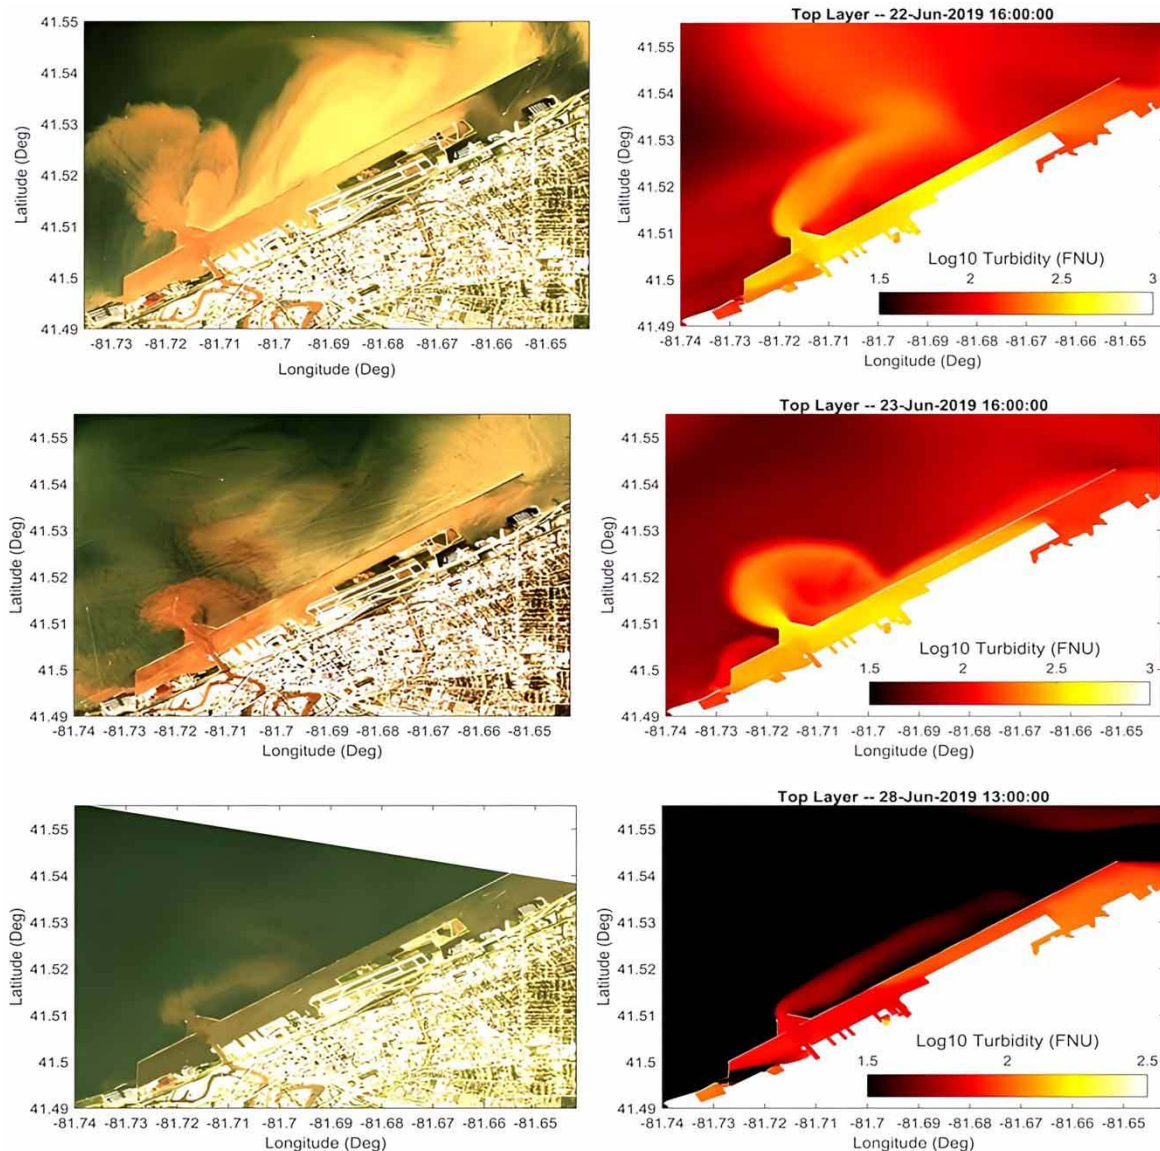 41.55
41.54
41.53
41.52
41.51
41.5
41.49
Latitude (Deg)
-81.73 -81.72 -81.71 -81.7 -81.69 -81.68 -81.67 -81.66 -81.65
Longitude (Deg)
Top Layer -- 22-Jun-2019 16:00:00
41.55
41.54
41.53
41.52
41.51
41.5
41.49
Latitude (Deg)
Log10 Turbidity (FNU)
1.5 2 2.5 3
-81.74 -81.73 -81.72 -81.71 -81.7 -81.69 -81.68 -81.67 -81.66 -81.65
Longitude (Deg)
41.55
41.54
41.53
41.52
41.51
41.5
41.49
Latitude (Deg)
-81.74 -81.73 -81.72 -81.71 -81.7 -81.69 -81.68 -81.67 -81.66 -81.65
Longitude (Deg)
Top Layer -- 23-Jun-2019 16:00:00
41.55
41.54
41.53
41.52
41.51
41.5
41.49
Latitude (Deg)
Log10 Turbidity (FNU)
1.5 2 2.5 3
-81.74 -81.73 -81.72 -81.71 -81.7 -81.69 -81.68 -81.67 -81.66 -81.65
Longitude (Deg)
41.55
41.54
41.53
41.52
41.51
41.5
41.49
Latitude (Deg)
-81.74 -81.73 -81.72 -81.71 -81.7 -81.69 -81.68 -81.67 -81.66 -81.65
Longitude (Deg)
Top Layer -- 28-Jun-2019 13:00:00
41.55
41.54
41.53
41.52
41.51
41.5
41.49
Latitude (Deg)
Log10 Turbidity (FNU)
1.5 2 2.5
-81.74 -81.73 -81.72 -81.71 -81.7 -81.69 -81.68 -81.67 -81.66 -81.65
Longitude (Deg)